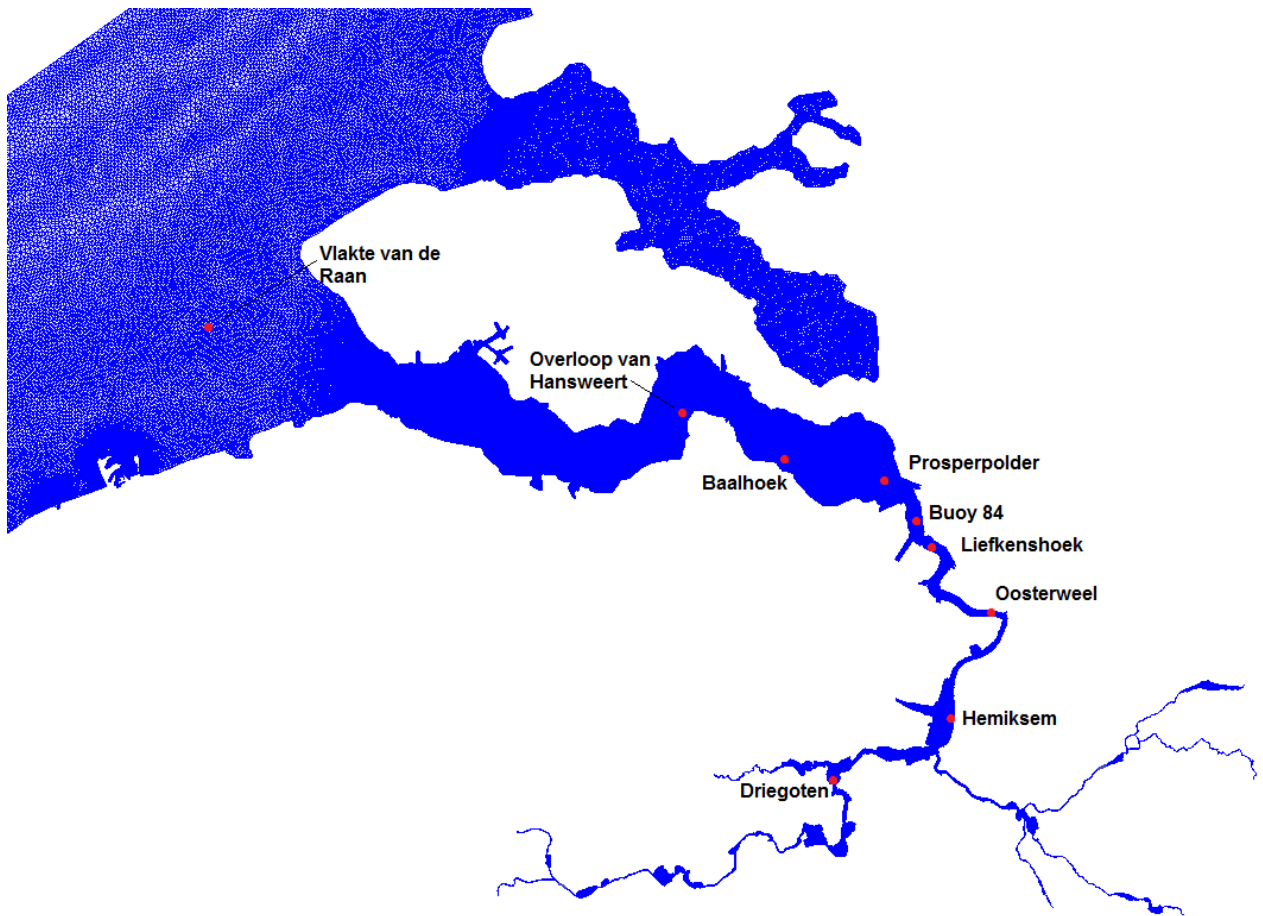 Vlakte van de
Raan
Overloop van
Hansweert
Baalhoek
Prosperpolder
Buoy 84
Liefkenshoek
Oosterweel
Hemiksem
Driegoten